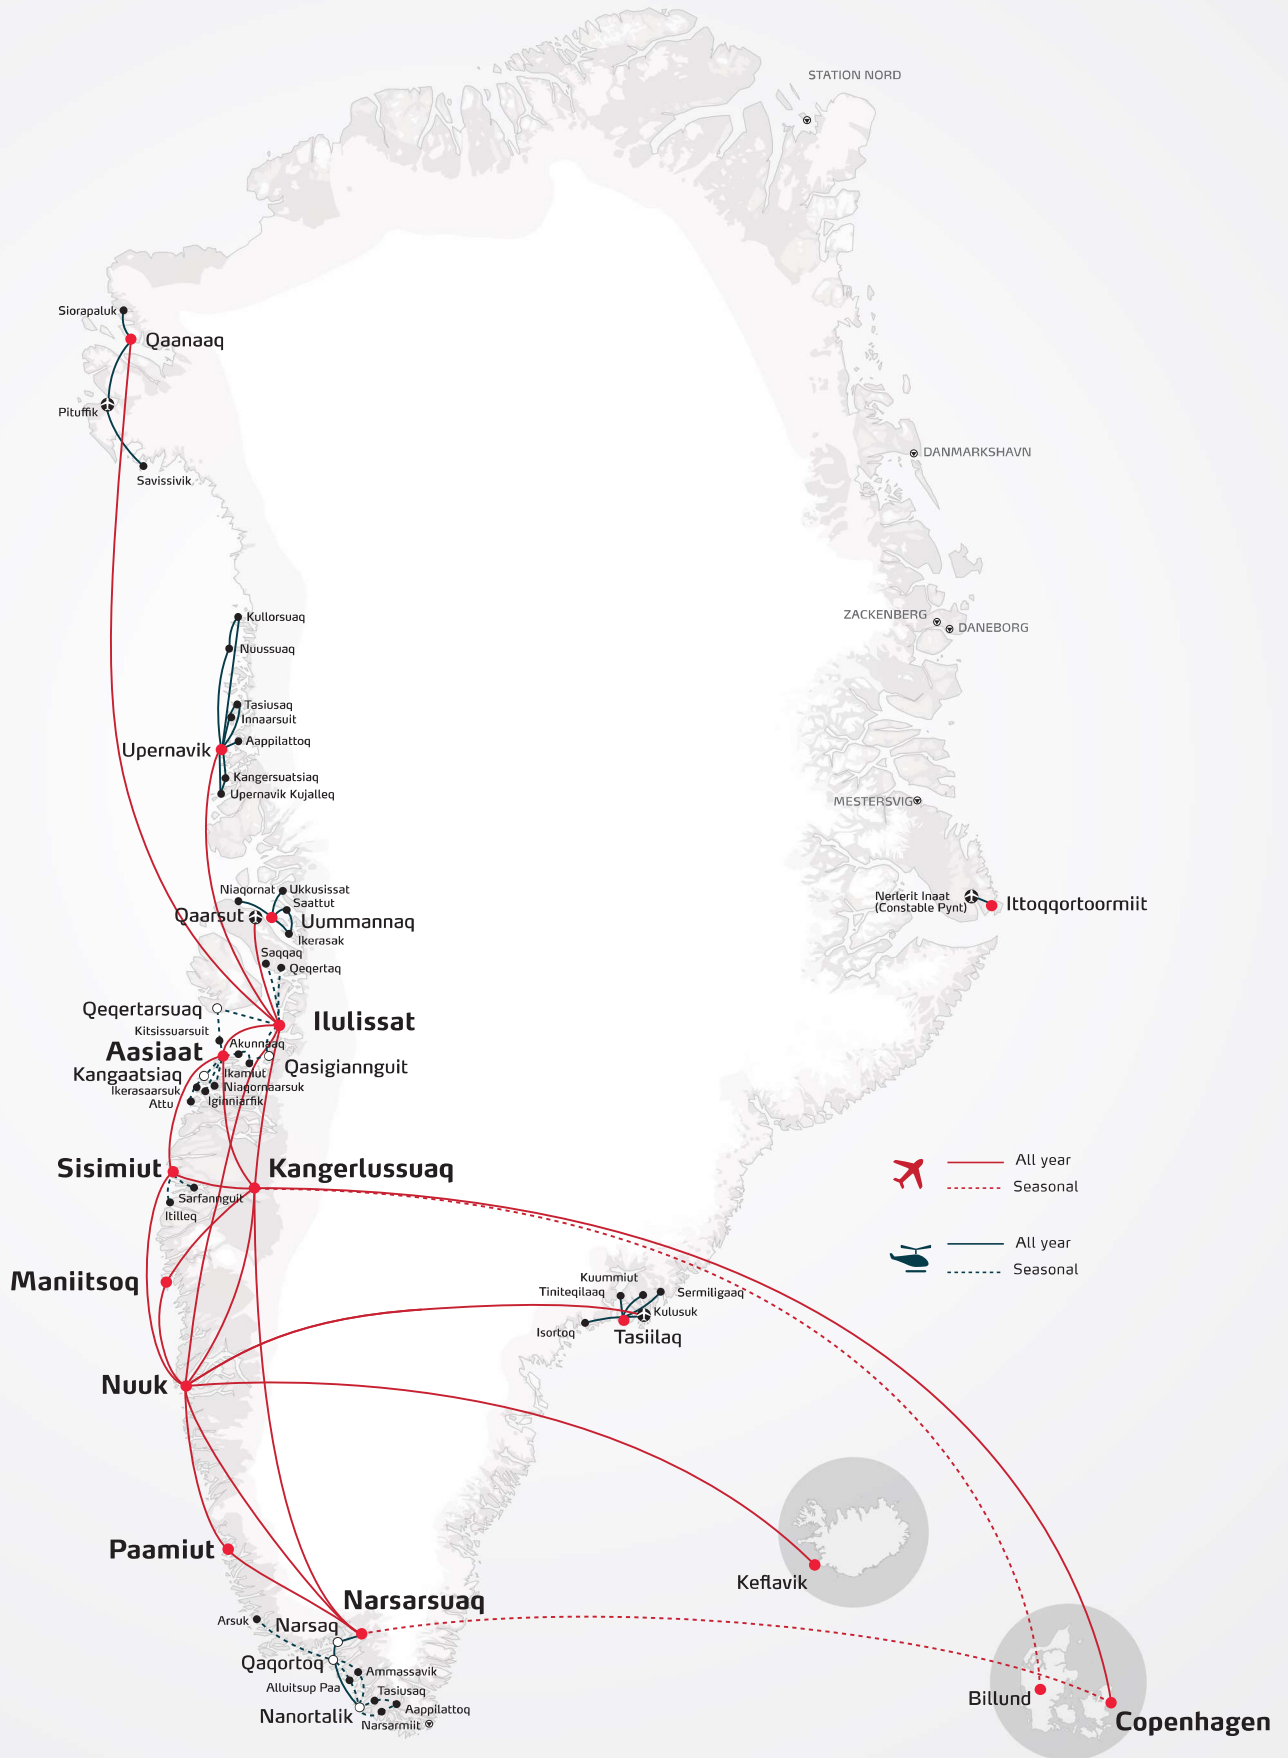 STATION NORD
Siorapaluk
Qaanaaq
Pituffik
Savissivik
DANMARKSHAVN
Kullorsuaq
ZACKENBERG
DANEBORG
Nuussuaq
Tasiusaq
Innaarsuit
Aappilattoq
Upernavik
Kangersuatsiaq
Upernavik Kujalleq
MESTERSVIG
Niaqornat
Ukkusissat
Saattut
Qaarsut
Uummannaq
Ikerasak
Nerlerit Inaat
(Constable Pynt)
Ittoqqortoormiit
Saqqaq
Qeqertaq
Qeqertarsuaq
Ilulissat
Kitsissuarsuit
Akunnaaq
Aasiaat
Qasigiannguit
Kangaatsiaq
Ikamiut
Niaqornaarsuk
Ikerasaarsuk
Iginniarfik
Attu
Sisimiut
Kangerlussuaq
Sarfannguit
Itilleq
All year
Seasonal
All year
Seasonal
Maniitsoq
Kuummiut
Tiniteqilaaq
Sermiligaaq
Kulusuk
Isortoq
Tasiilaq
Nuuk
Paamiut
Keflavik
Narsarsuaq
Arsuk
Narsaq
Qaqortoq
Ammassavik
Alluitsup Paa
Tasiusaq
Aappilattoq
Nanortalik
Narsarmiit
Billund
Copenhagen